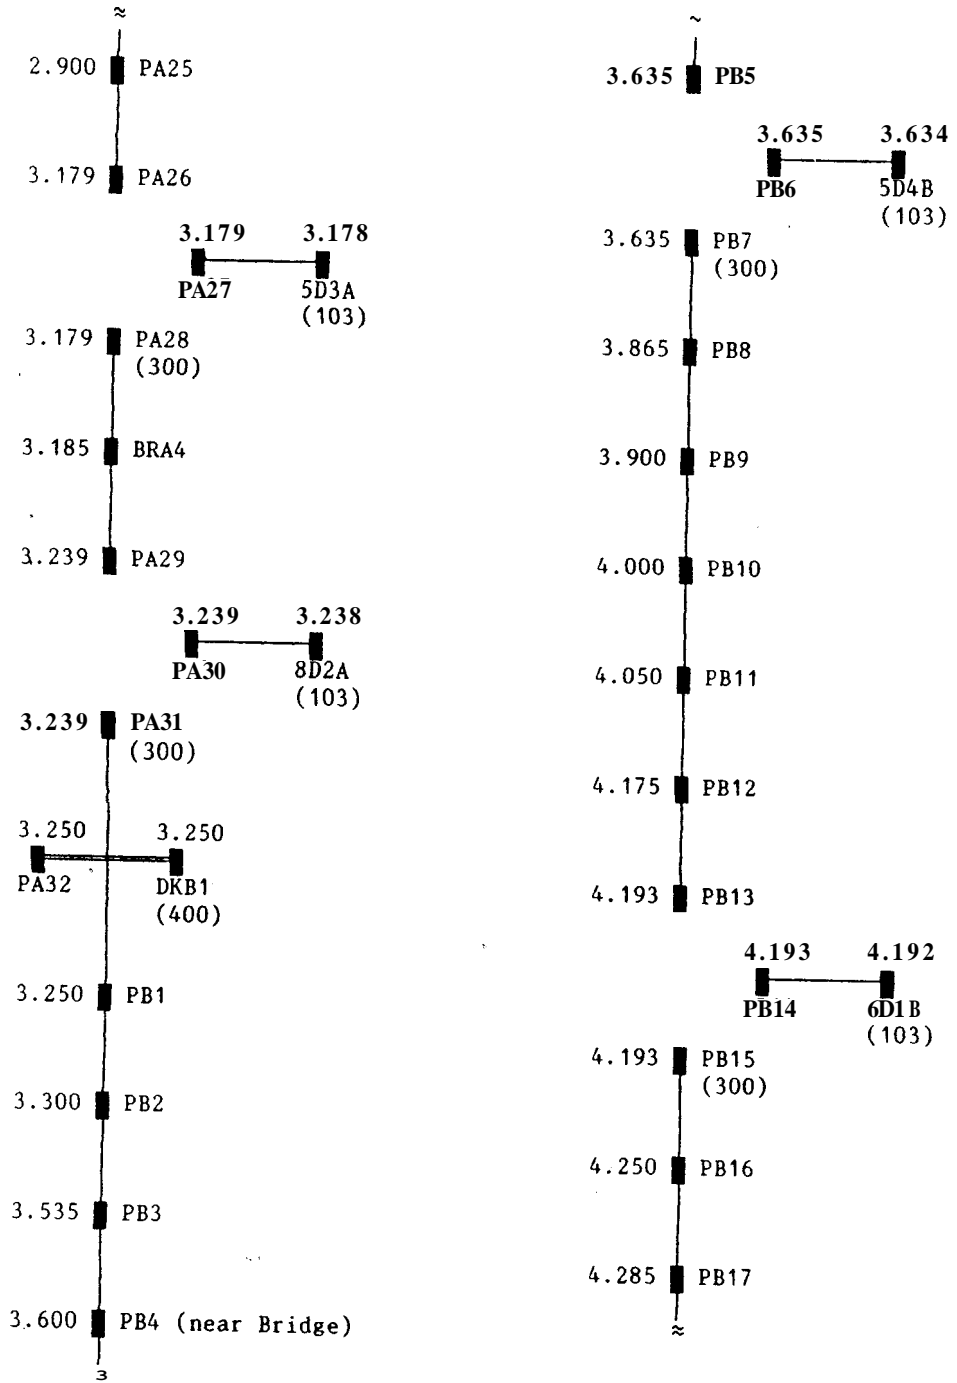 ≈
2.900 PA25
3.179 PA26
3.179 3.178
PA27 5D3A
(103)
3.179 PA28
(300)
3.185 BRA4
3.239 PA29
3.239 3.238
PA30 8D2A
(103)
3.239 PA31
(300)
3.250 3.250
PA32 DKB1
(400)
3.250 PB1
3.300 PB2
3.535 PB3
3.600 PB4 (near Bridge)
3
~
3.635 PB5
3.635 3.634
PB6 5D4B
(103)
3.635 PB7
(300)
3.865 PB8
3.900 PB9
4.000 PB10
4.050 PB11
4.175 PB12
4.193 PB13
4.193 4.192
PB14 6D1B
(103)
4.193 PB15
(300)
4.250 PB16
4.285 PB17
≈